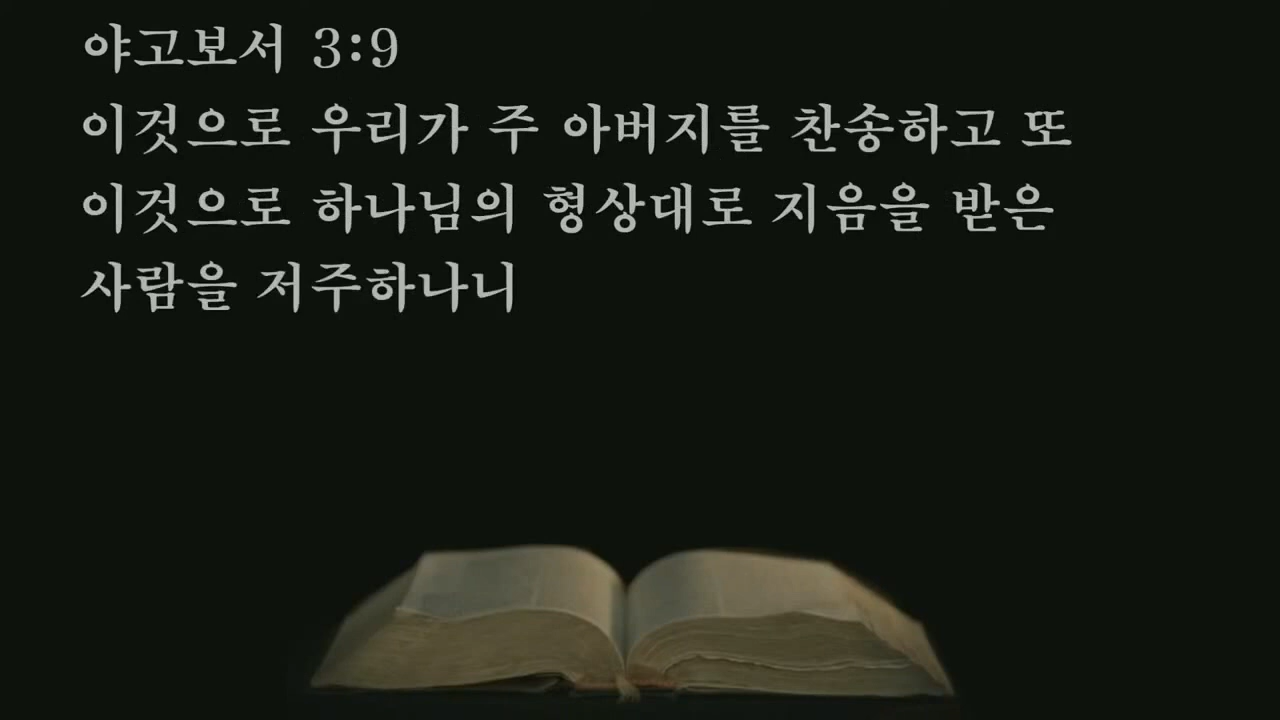 야고보서 3:9
이것으로 우리가 주 아버지를 찬송하고 또
이것으로 하나님의 형상대로 지음을 받은
사람을 저주하나니